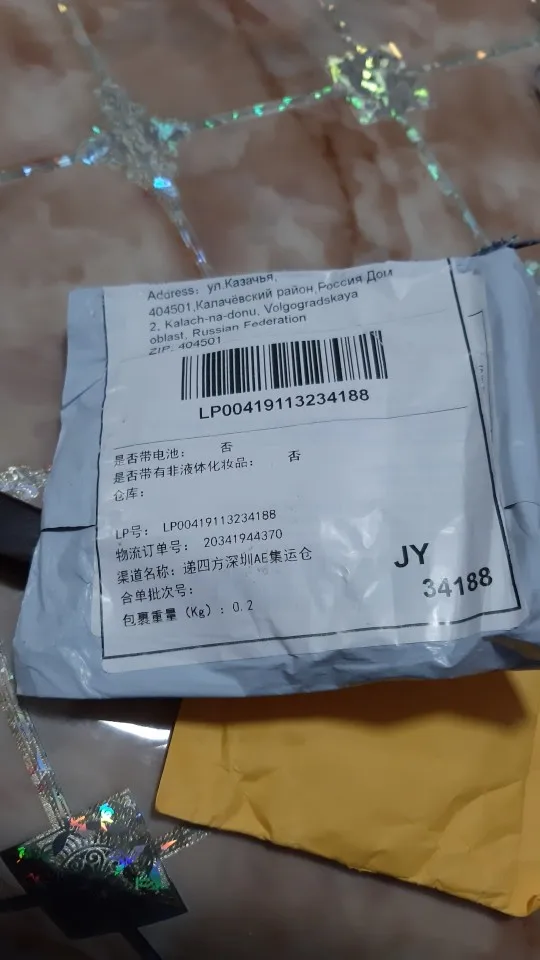 Address: ул.Казачья,
404501,Калачёвский район,Россия Дом
2, Kalach-na-donu, Volgogradskaya
oblast, Russian Federation
ZIP: 404501
LP00419113234188
是否带电池： 否
是否带有非液体化妆品： 否
仓库：
LP号： LP00419113234188
物流订单号： 20341944370
渠道名称：递四方深圳AE集运仓
合单批次号：
包裹重量（Kg）：0.2
JY
34188